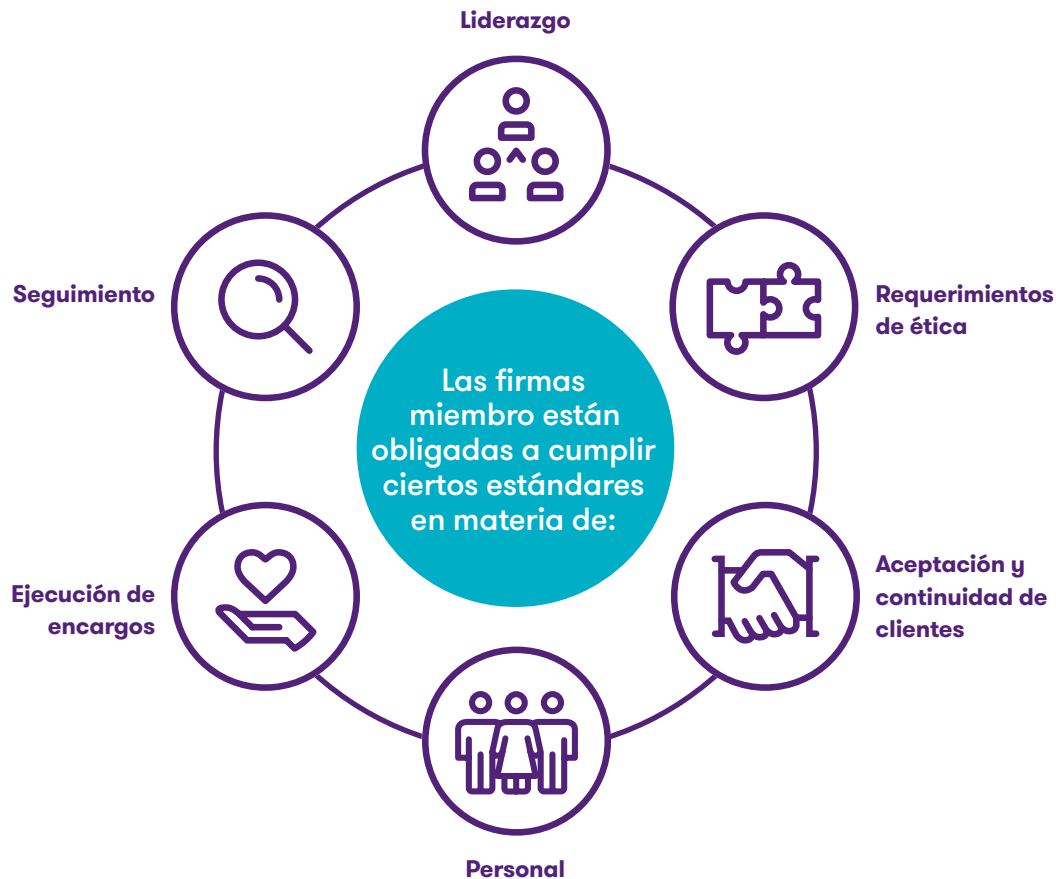 Liderazgo
Seguimiento
Requerimientos
de ética
Las firmas
miembro están
obligadas a cumplir
ciertos estándares
en materia de:
Ejecución de
encargos
Aceptación y
continuidad de
clientes
Personal